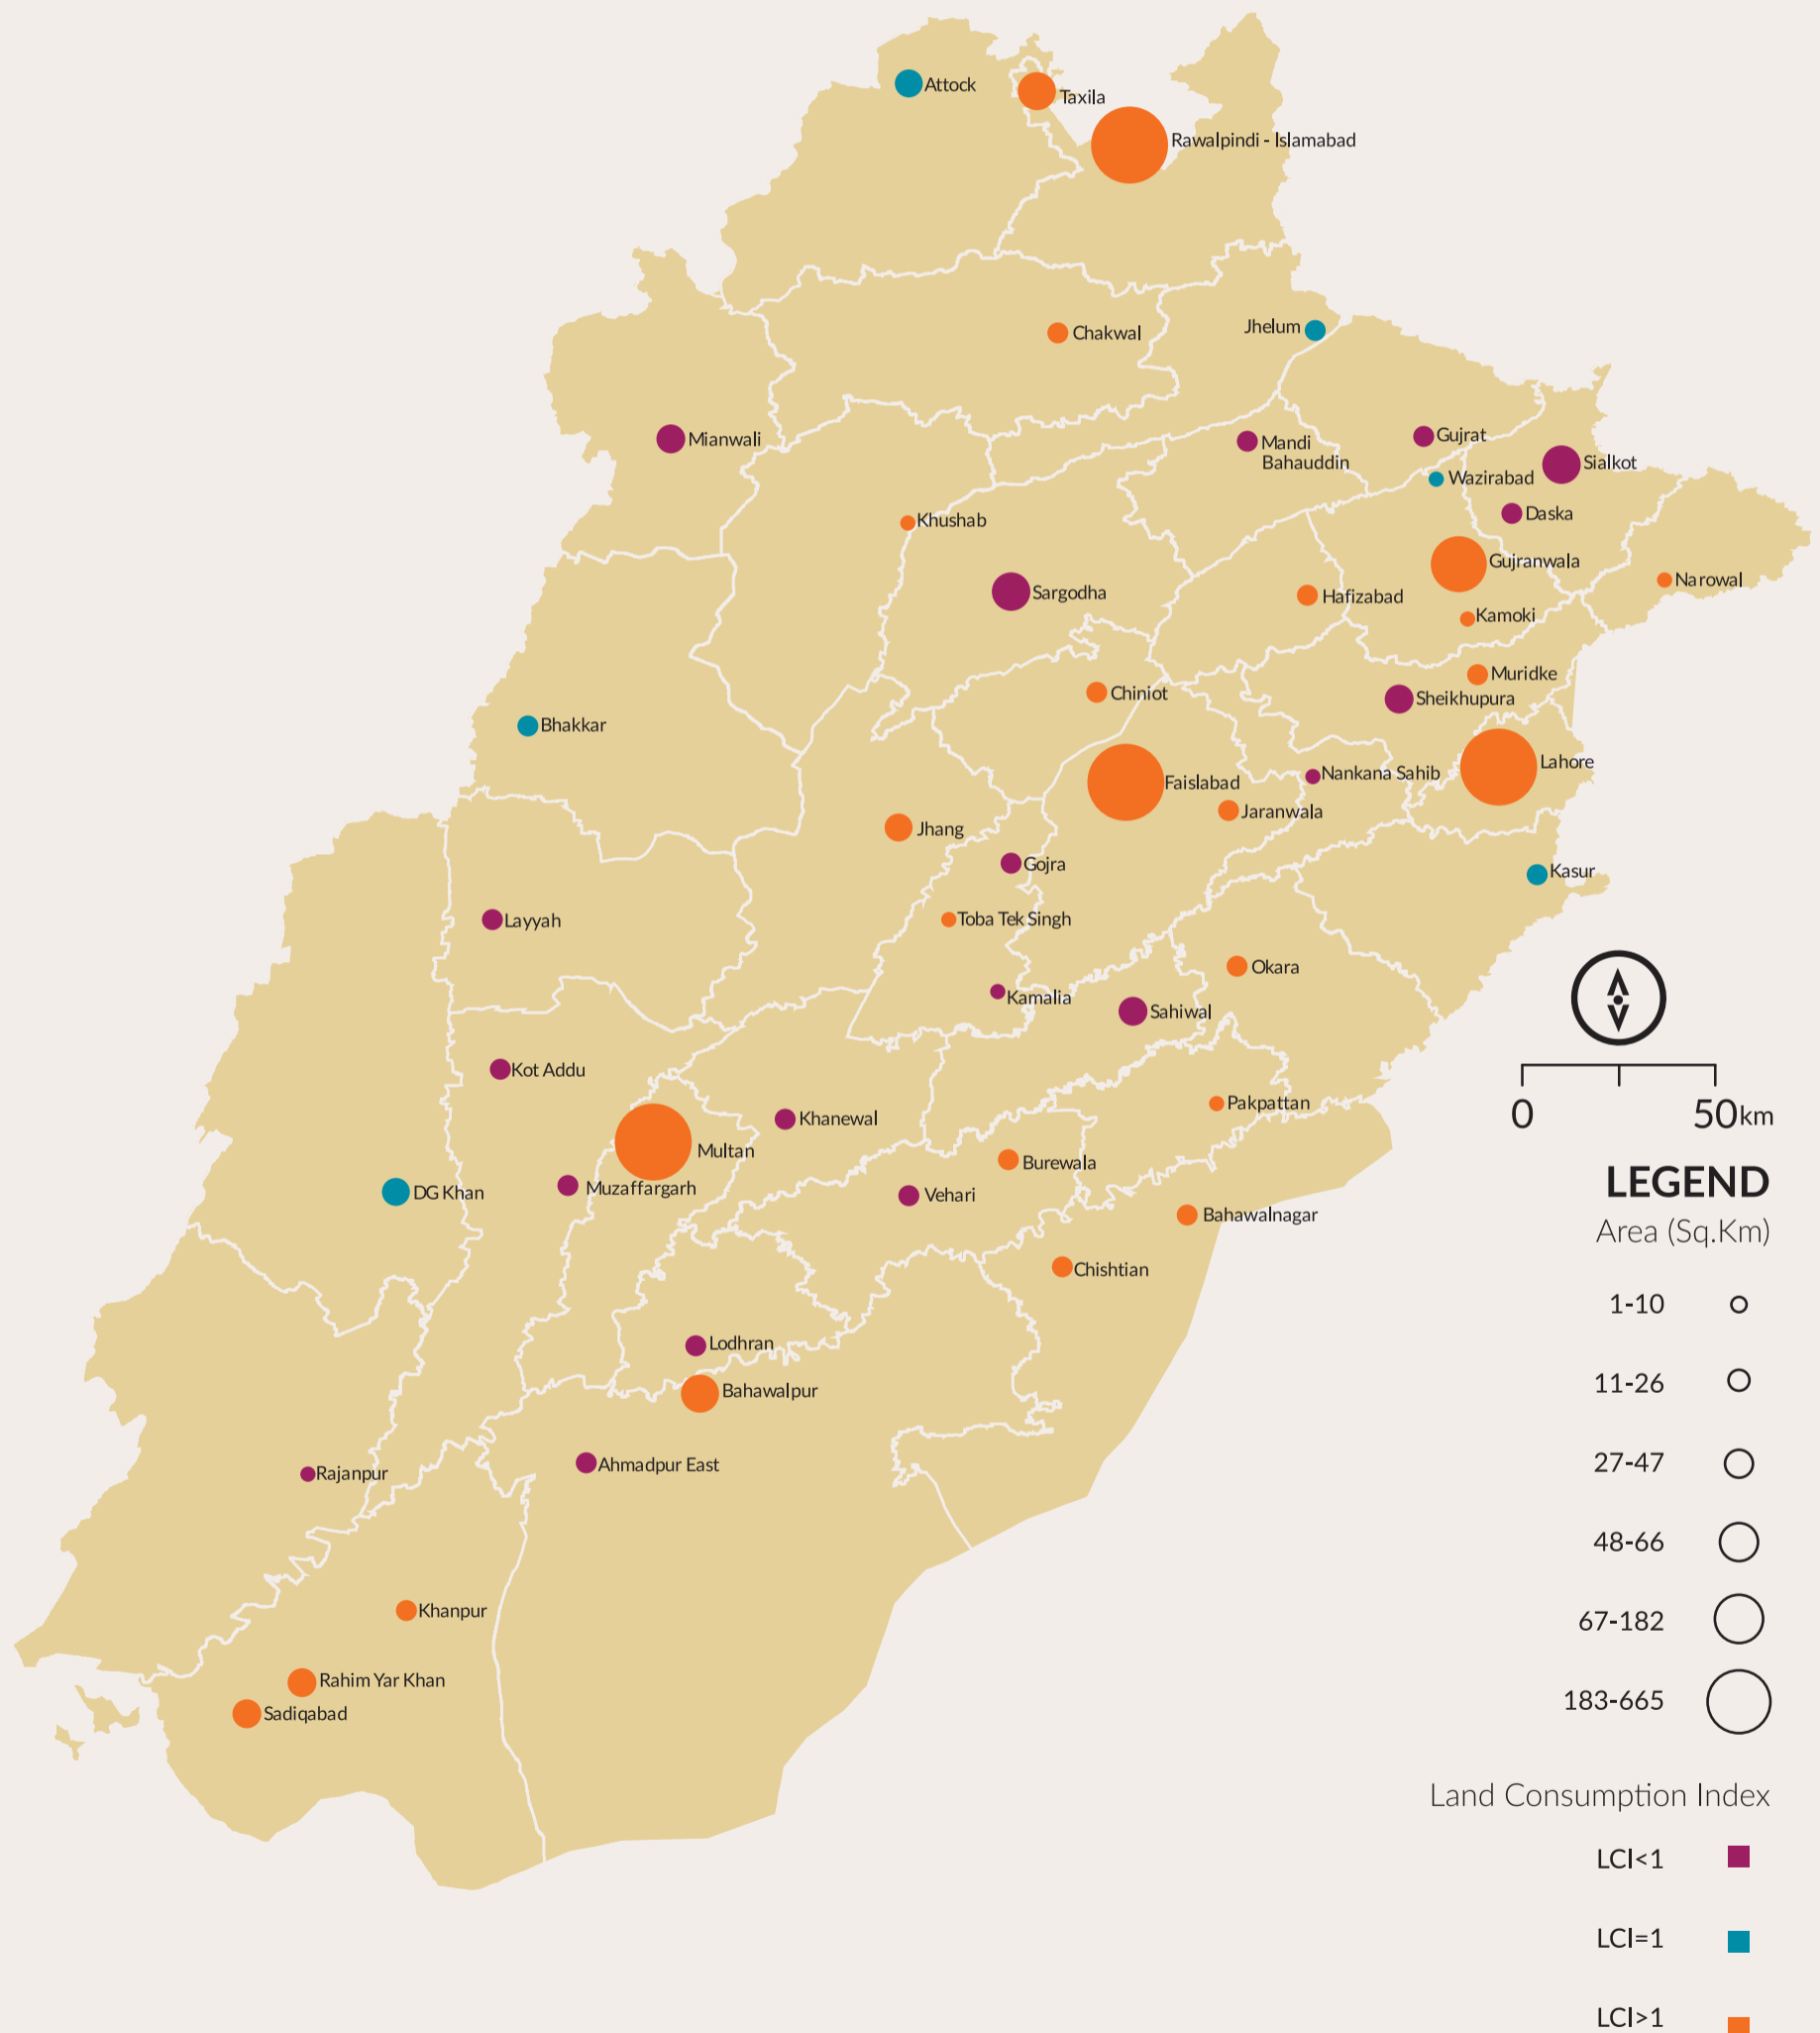 Attock
Taxila
Rawalpindi - Islamabad
Chakwal
Jhelum
Mianwali
Mandi
Bahauddin
Gujrat
Sialkot
Wazirabad
Daska
Khushab
Gujranwala
Narowal
Sargodha
Hafizabad
Kamoki
Muridke
Chiniot
Sheikhupura
Bhakkar
Lahore
Nankana Sahib
Faislabad
Jaranwala
Jhang
Gojra
Kasur
Layyah
Toba Tek Singh
Okara
Kamalia
Sahiwal
Kot Addu
Khanewal
Pakpattan
Multan
Burewala
Muzaffargarh
DG Khan
Vehari
Bahawalnagar
Chishtian
Lodhran
Bahawalpur
Ahmadpur East
Rajanpur
Khanpur
Rahim Yar Khan
Sadiqabad
0 50km
LEGEND
Area (Sq.Km)
1-10
11-26
27-47
48-66
67-182
183-665
Land Consumption Index
LCI<1
LCI=1
LCI>1